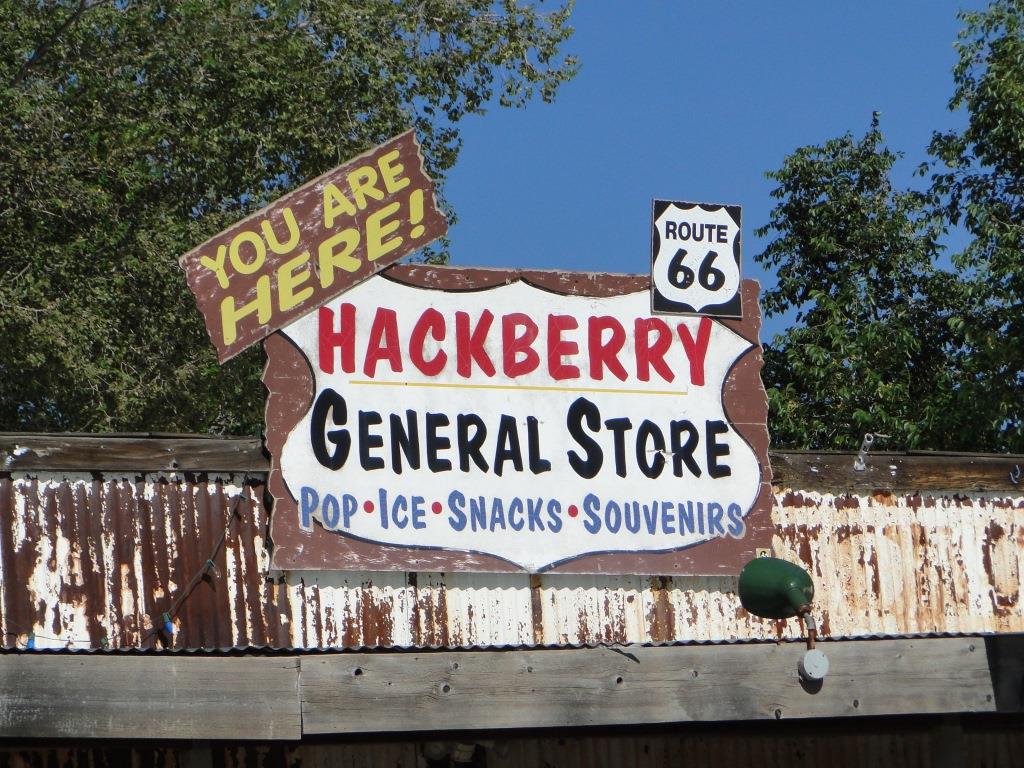 YOU ARE
HERE!
ROUTE
66
HACKBERRY
GENERAL STORE
POP • ICE • SNACKS • SOUVENIRS